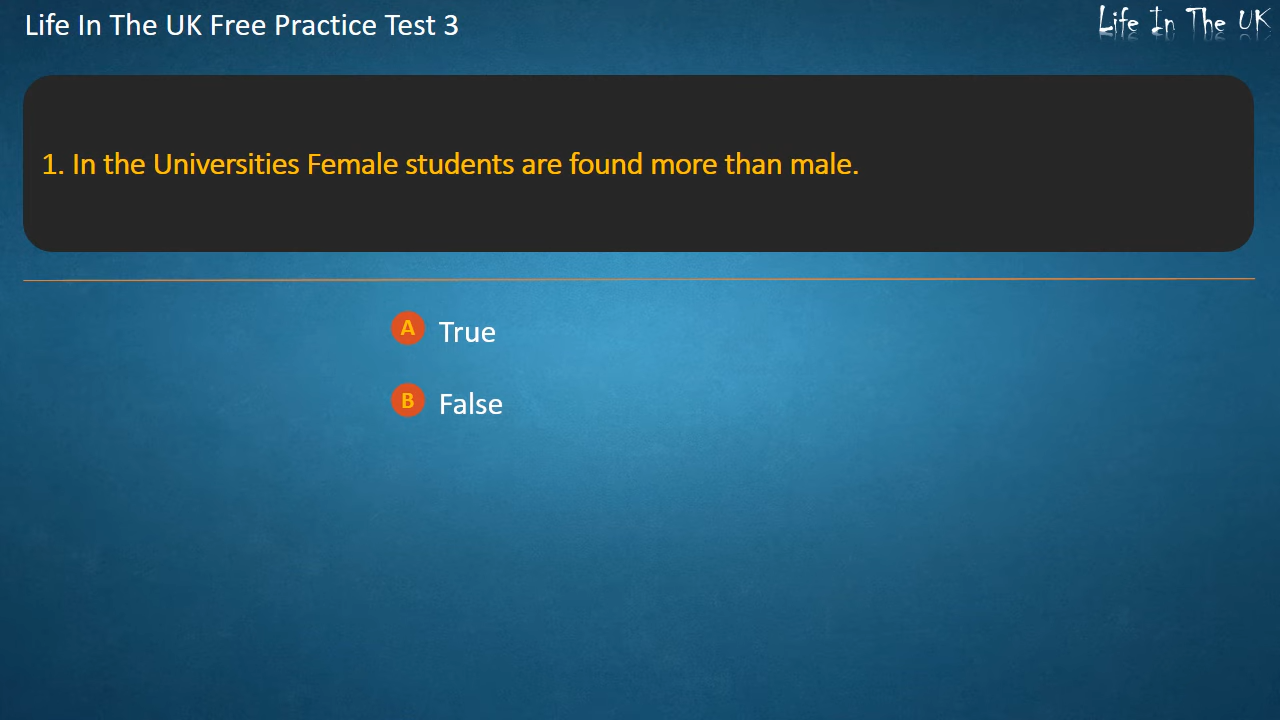 Life In The UK Free Practice Test 3
Life In The UK
1. In the Universities Female students are found more than male.
A True
B False